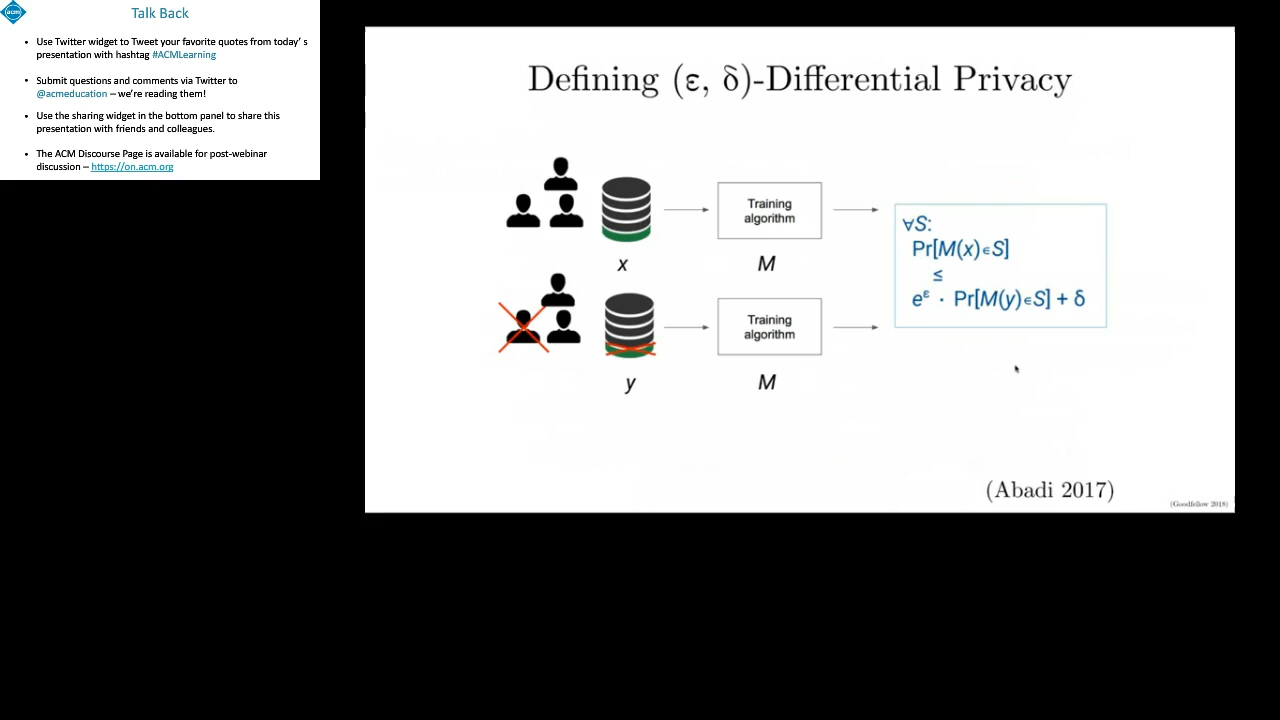 acm
Talk Back
• Use Twitter widget to Tweet your favorite quotes from today' s
presentation with hashtag #ACMLearning
• Submit questions and comments via Twitter to
@acmeducation – we're reading them!
• Use the sharing widget in the bottom panel to share this
presentation with friends and colleagues.
• The ACM Discourse Page is available for post-webinar
discussion – https://on.acm.org
Defining (ε, δ)-Differential Privacy
Training
algorithm
x
M
Training
algorithm
y
M
∀S:
Pr[M(x)∈S]
≤
e^ε · Pr[M(y)∈S] + δ
(Abadi 2017)
(Goodfellow 2018)